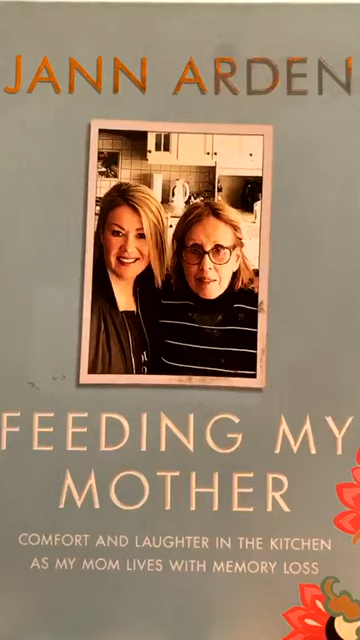 JANN ARDEN
FEEDING MY
MOTHER
COMFORT AND LAUGHTER IN THE KITCHEN
AS MY MOM LIVES WITH MEMORY LOSS